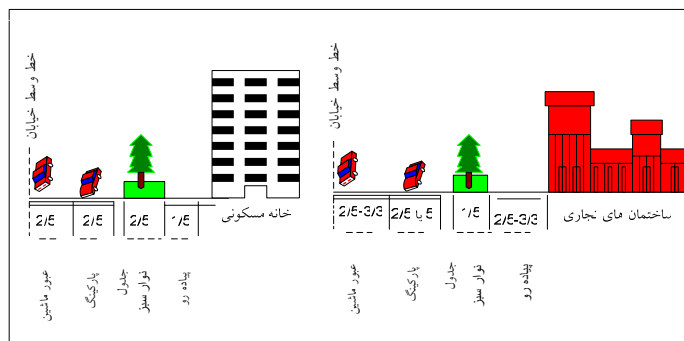 خط وسط خیابان
خانه مسکونی
2/5
2/5
2/5
1/5
عبور ماشین
پارکینگ
جدول
نوار سبز
پیاده رو
خط وسط خیابان
ساختمان های تجاری
2/5-3/3
2/5 یا 5
1/5
2/5-3/3
عبور ماشین
پارکینگ
جدول
نوار سبز
پیاده رو